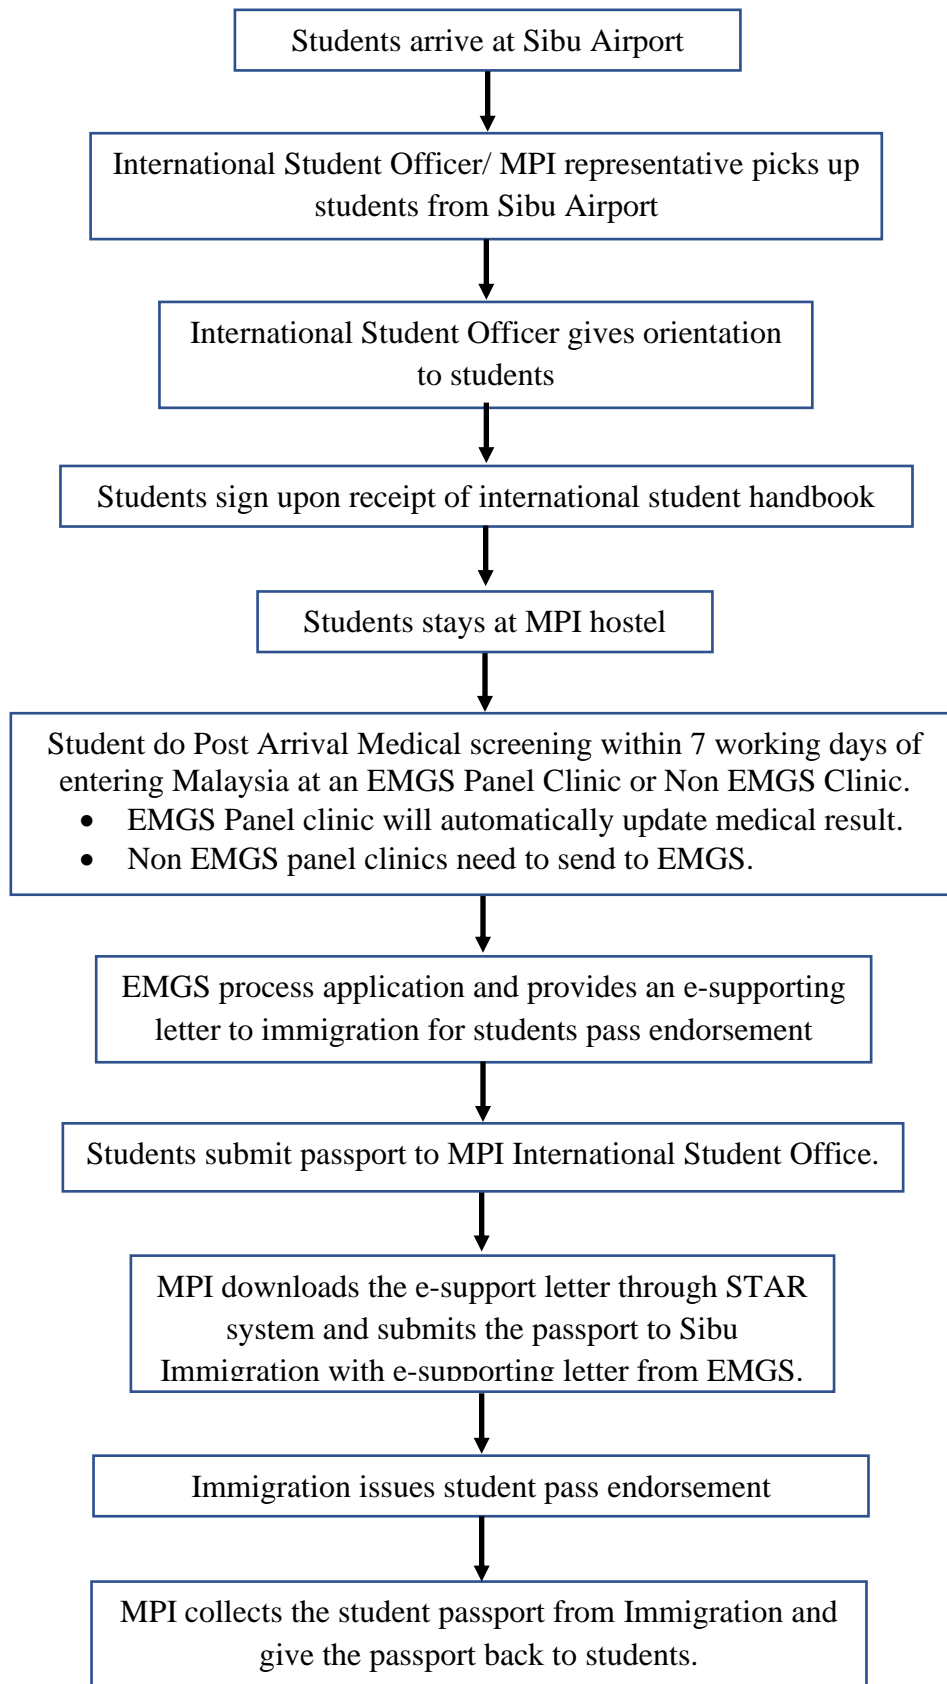 Students arrive at Sibu Airport
International Student Officer/ MPI representative picks up
students from Sibu Airport
International Student Officer gives orientation
to students
Students sign upon receipt of international student handbook
Students stays at MPI hostel
Student do Post Arrival Medical screening within 7 working days of
entering Malaysia at an EMGS Panel Clinic or Non EMGS Clinic.
• EMGS Panel clinic will automatically update medical result.
• Non EMGS panel clinics need to send to EMGS.
EMGS process application and provides an e-supporting
letter to immigration for students pass endorsement
Students submit passport to MPI International Student Office.
MPI downloads the e-support letter through STAR
system and submits the passport to Sibu
Immigration with e-supporting letter from EMGS.
Immigration issues student pass endorsement
MPI collects the student passport from Immigration and
give the passport back to students.